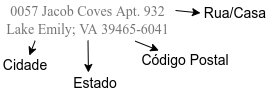 0057 Jacob Coves Apt. 932
Rua/Casa
Lake Emily; VA 39465-6041
Cidade
Estado
Código Postal